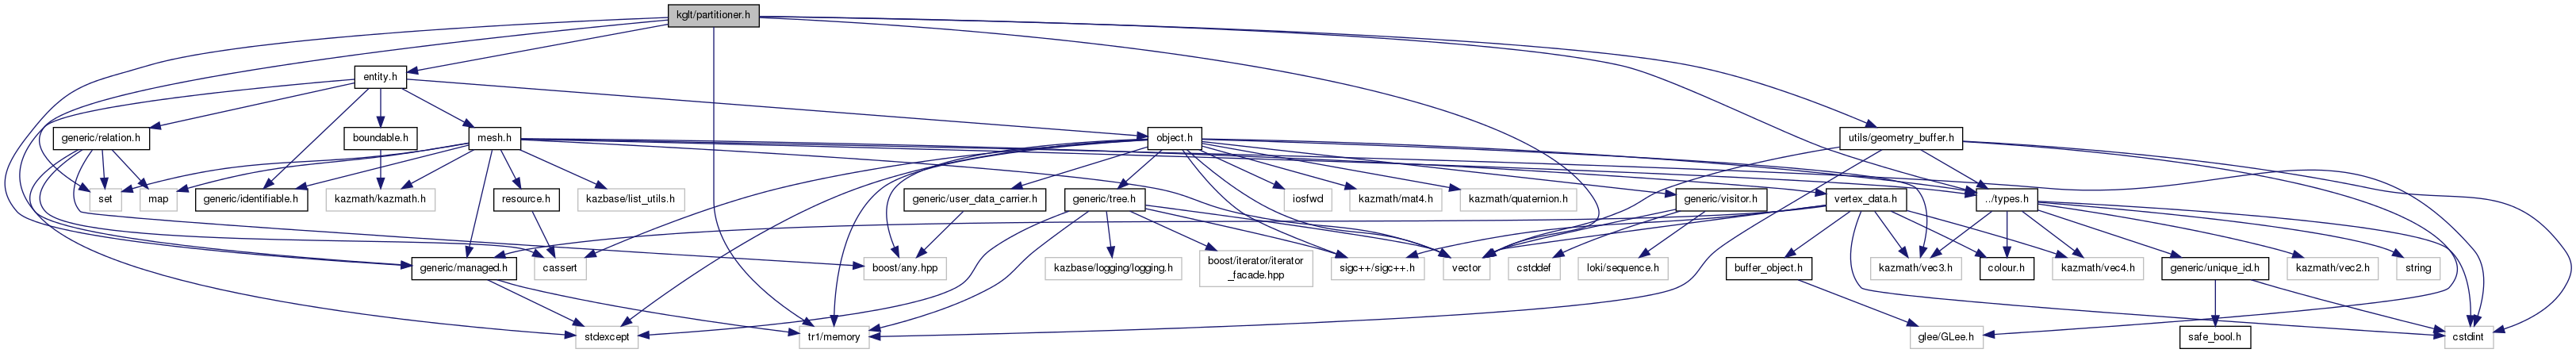 kglt/partitioner.h
entity.h
generic/relation.h
boundable.h
mesh.h
object.h
utils/geometry_buffer.h
set
map
generic/identifiable.h
kazmath/kazmath.h
resource.h
kazbase/list_utils.h
generic/user_data_carrier.h
generic/tree.h
iosfwd
kazmath/mat4.h
kazmath/quaternion.h
generic/visitor.h
vertex_data.h
../types.h
generic/managed.h
cassert
boost/any.hpp
kazbase/logging/logging.h
boost/iterator/iterator
_facade.hpp
sigc++/sigc++.h
vector
cstddef
loki/sequence.h
buffer_object.h
kazmath/vec3.h
colour.h
kazmath/vec4.h
generic/unique_id.h
kazmath/vec2.h
string
stdexcept
tr1/memory
glee/GLee.h
safe_bool.h
cstdint